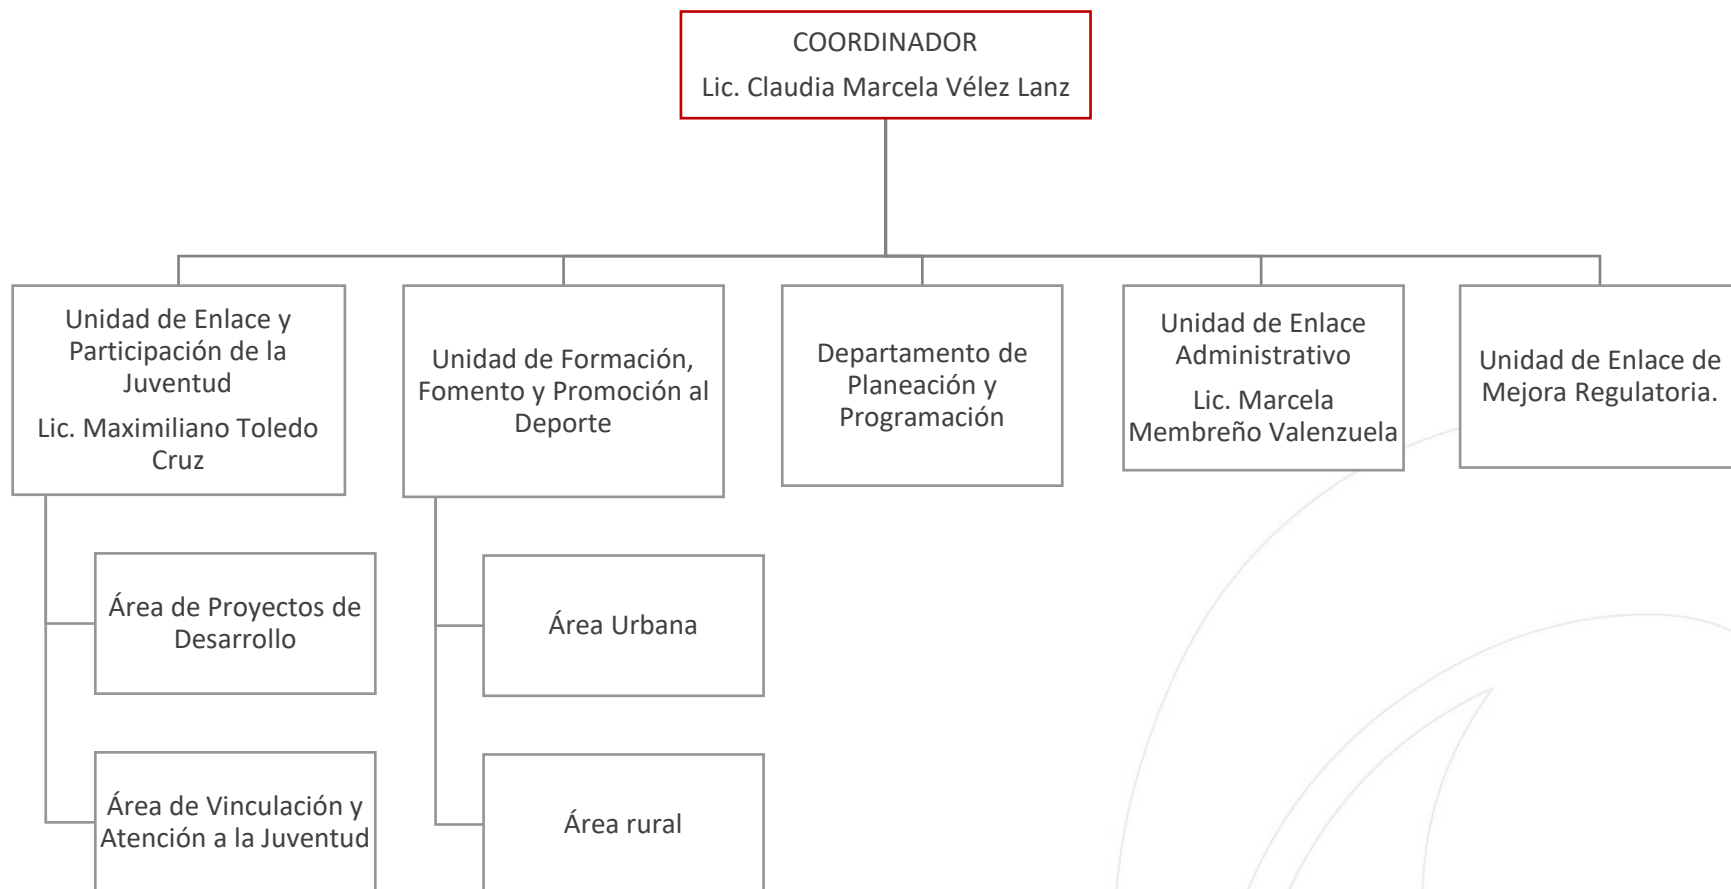 COORDINADOR
Lic. Claudia Marcela Vélez Lanz
Unidad de Enlace y
Participación de la
Juventud
Lic. Maximiliano Toledo
Cruz
Unidad de Formación,
Fomento y Promoción al
Deporte
Departamento de
Planeación y
Programación
Unidad de Enlace
Administrativo
Lic. Marcela
Membreño Valenzuela
Unidad de Enlace de
Mejora Regulatoria.
Área de Proyectos de
Desarrollo
Área Urbana
Área de Vinculación y
Atención a la Juventud
Área rural